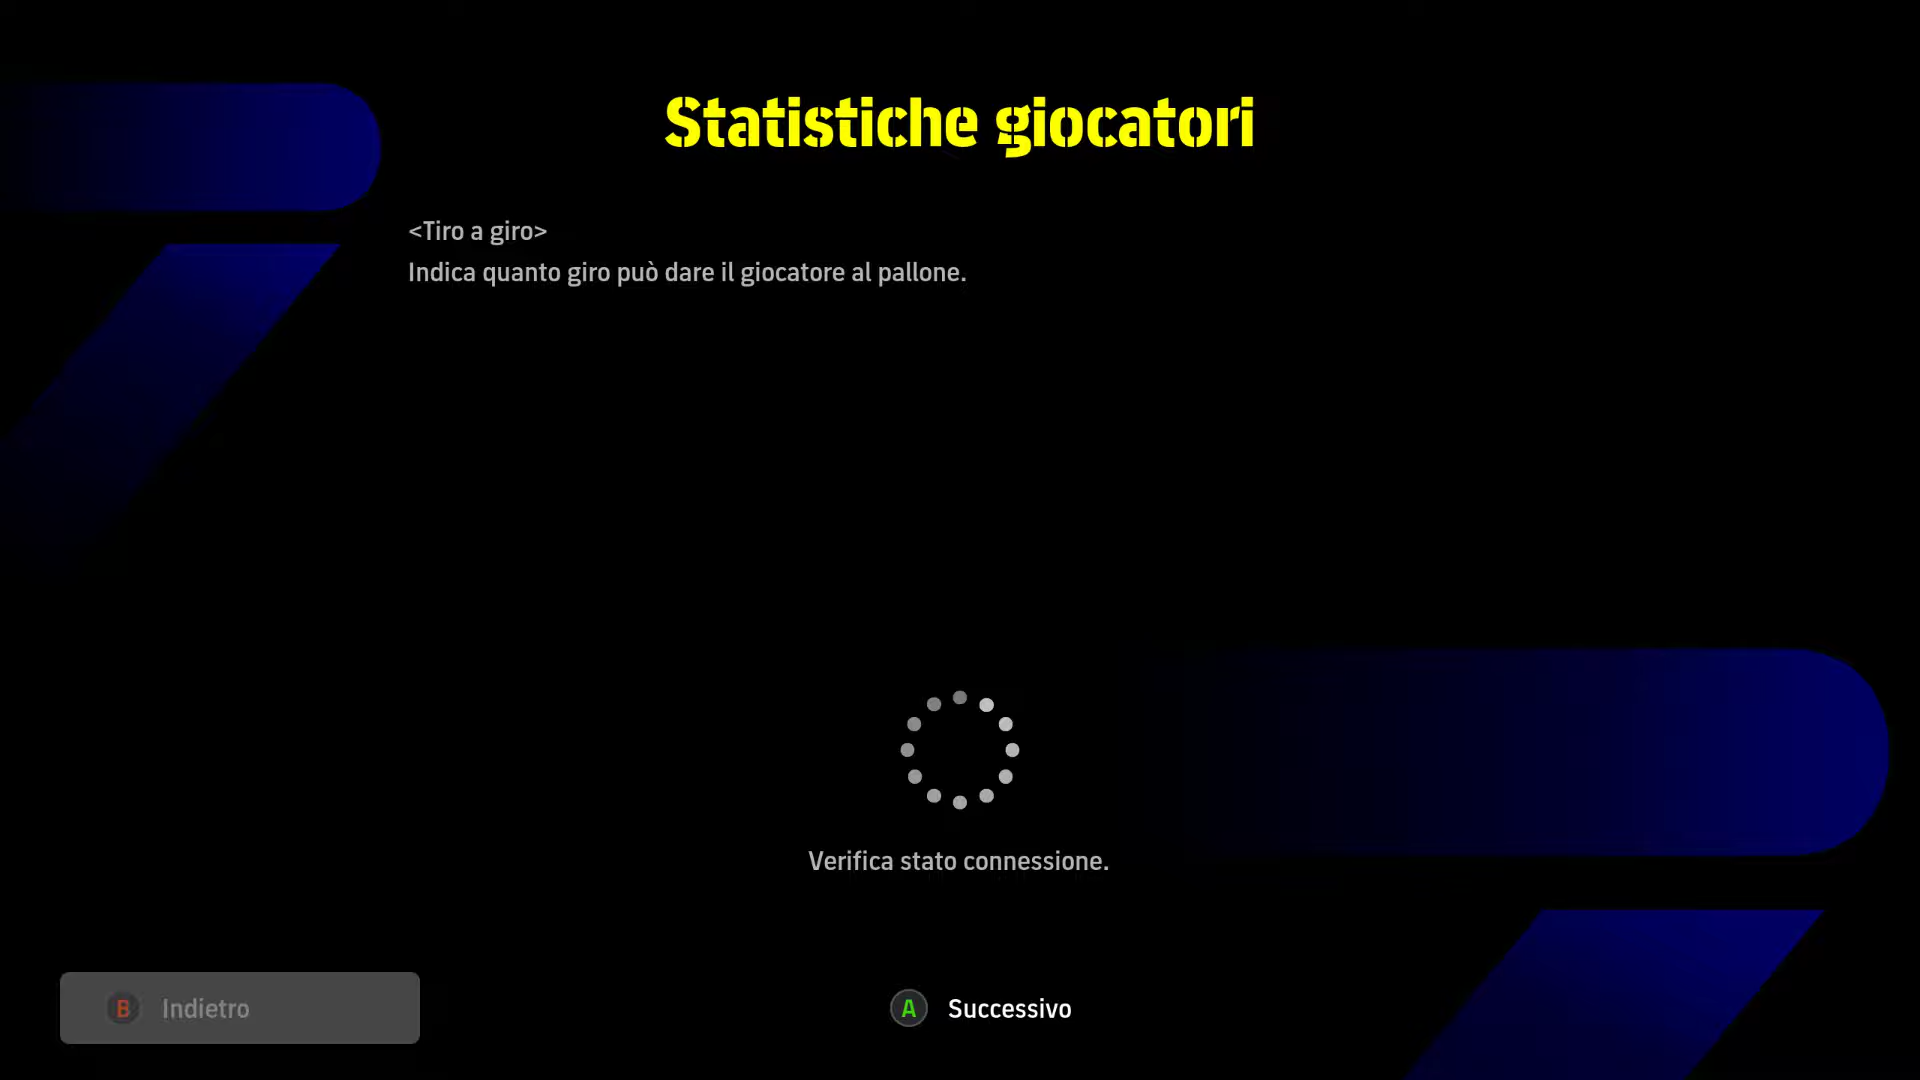 Statistiche giocatori
<Tiro a giro>
Indica quanto giro può dare il giocatore al pallone.
Verifica stato connessione.
B Indietro
A Successivo